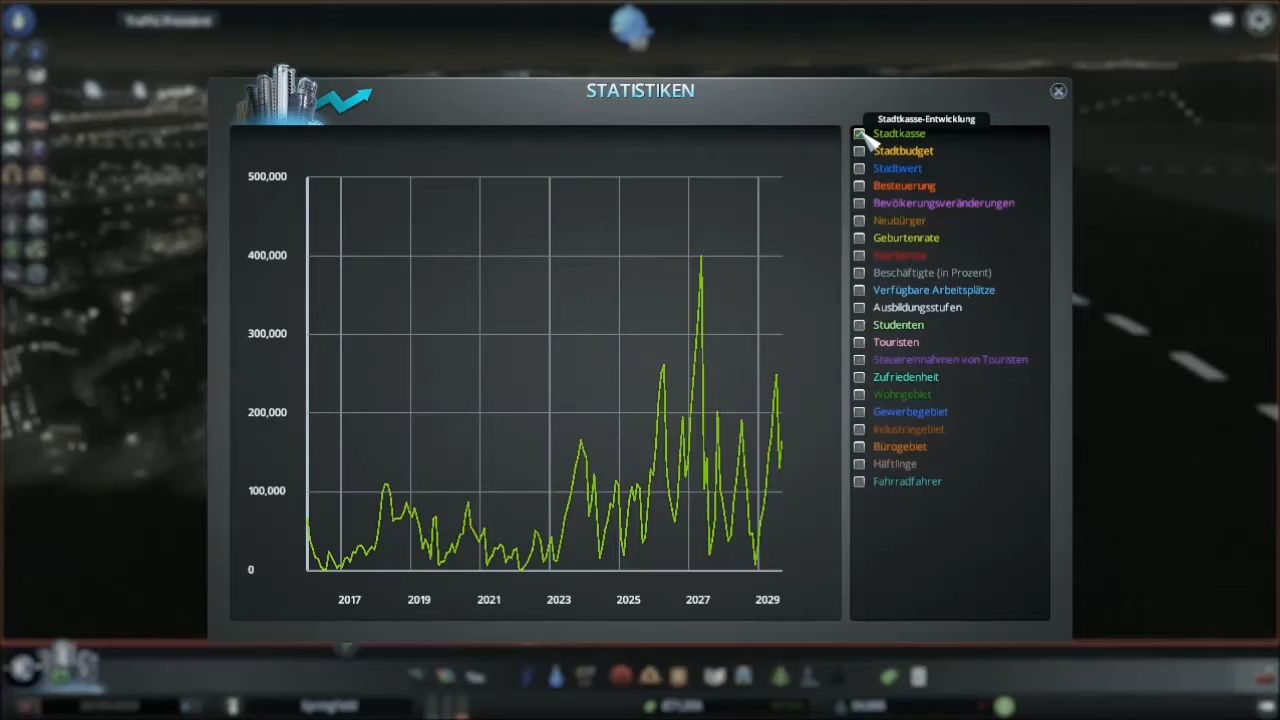 STATISTIKEN
Stadtkasse-Entwicklung
500,000
400,000
300,000
200,000
100,000
0
2017 2019 2021 2023 2025 2027 2029
Stadtkasse
Stadtbudget
Stadtwert
Besteuerung
Bevölkerungsveränderungen
Neubürger
Geburtenrate
Beschäftigte (in Prozent)
Verfügbare Arbeitsplätze
Ausbildungsstufen
Studenten
Touristen
Steuereinnahmen von Touristen
Zufriedenheit
Wohngebiet
Gewerbegebiet
Industriegebiet
Bürogebiet
Häftlinge
Fahrradfahrer